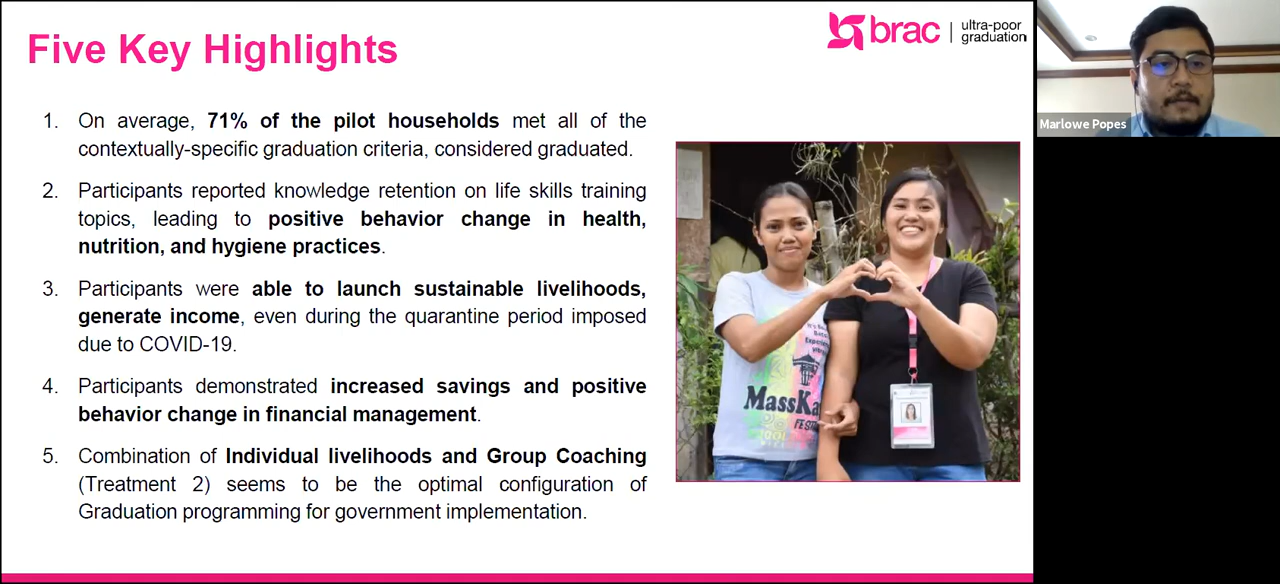 Five Key Highlights
brac
ultra-poor
graduation
1. On average, 71% of the pilot households met all of the
contextually-specific graduation criteria, considered graduated.
2. Participants reported knowledge retention on life skills training
topics, leading to positive behavior change in health,
nutrition, and hygiene practices.
3. Participants were able to launch sustainable livelihoods,
generate income, even during the quarantine period imposed
due to COVID-19.
4. Participants demonstrated increased savings and positive
behavior change in financial management.
5. Combination of Individual livelihoods and Group Coaching
(Treatment 2) seems to be the optimal configuration of
Graduation programming for government implementation.
MassKa
Marlowe Popes